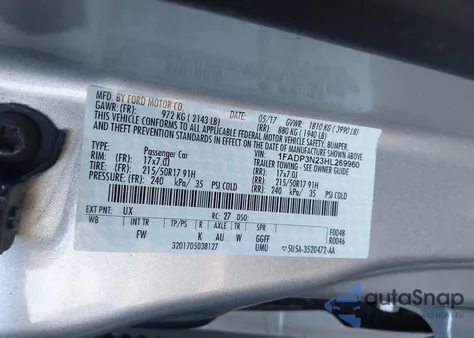 MFD. BY FORD MOTOR CO.
DATE: 05/17 GVWR: 1810 KG (3990 LB)
GAWR: (FR): 972 KG (2143 LB) (RR): 880 KG (1940 LB)
THIS VEHICLE CONFORMS TO ALL APPLICABLE FEDERAL MOTOR VEHICLE SAFETY, BUMPER,
AND THEFT PREVENTION STANDARDS IN EFFECT ON THE DATE OF MANUFACTURE SHOWN ABOVE.
VIN: 1FADP3N23HL269960
TYPE: Passenger Car TRAILER TOWING - SEE OWNER GUIDE
RIM: (FR): 17x7.0J (RR): 17x7.0J
TIRE: (FR): 215/50R17 91H (RR): 215/50R17 91H
PRESSURE: (FR): 240 kPa/ 35 PSI COLD (RR): 240 kPa/ 35 PSI COLD
EXT PNT: UX RC: 27 DSO: F0048
WB INT TR TP/PS R AXLE TR SPR R0046
FW K AU W GGFF
3201705038127 UMU ▽5U5A-3520472-AA
autoSnap